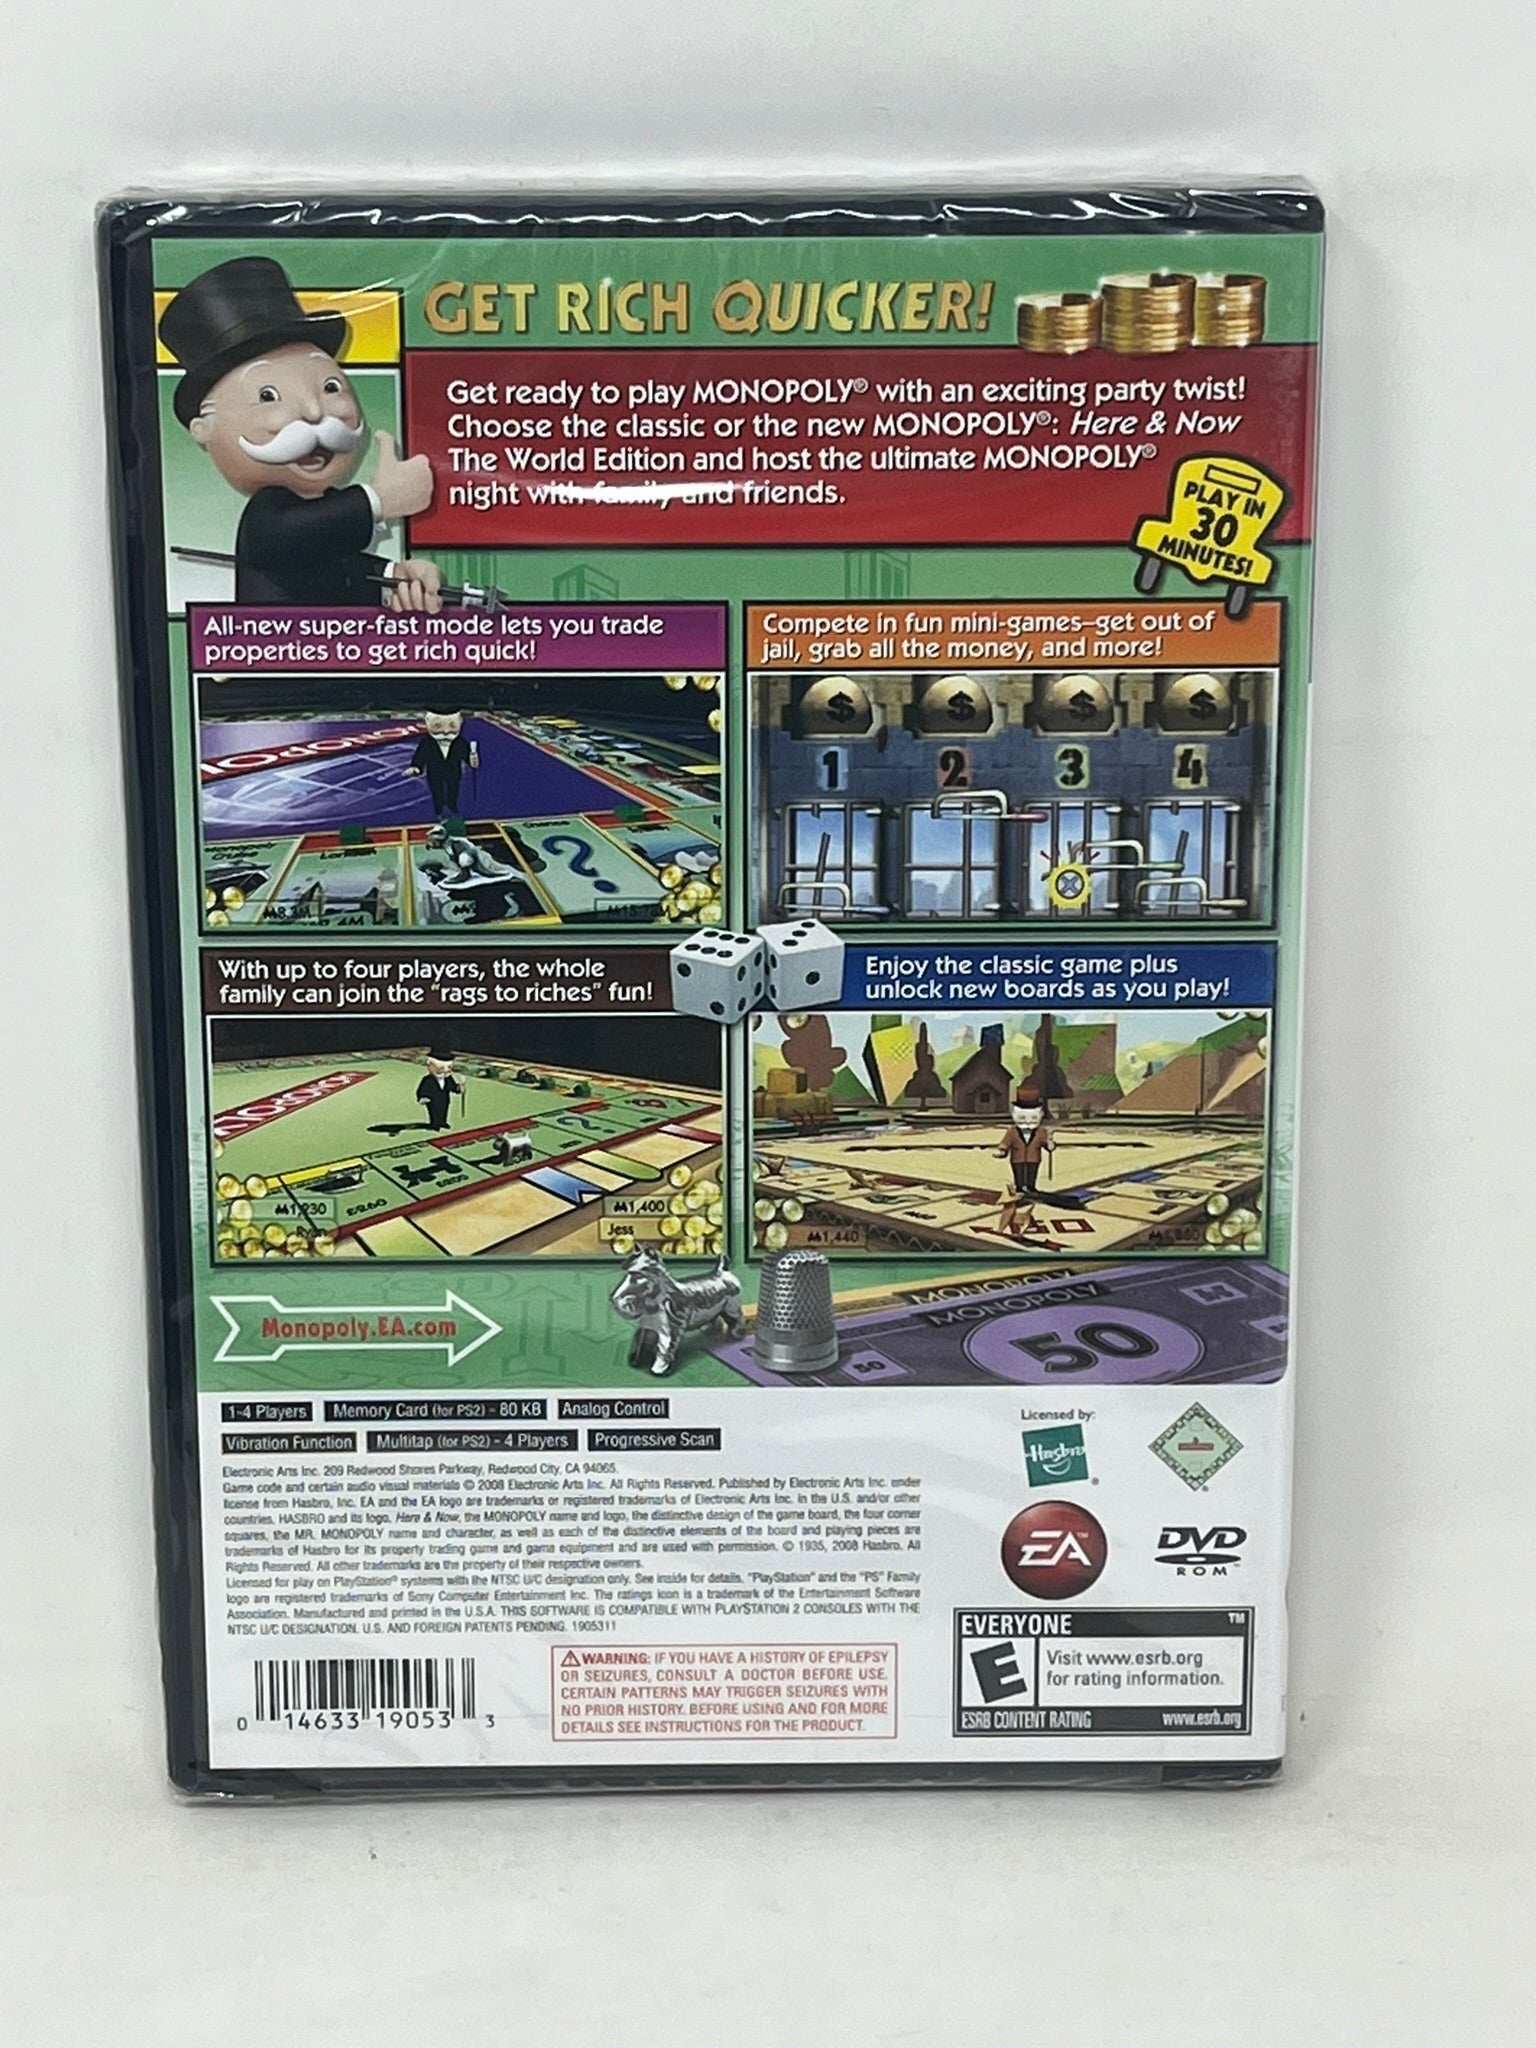 GET RICH QUICKER!
Get ready to play MONOPOLY® with an exciting party twist!
Choose the classic or the new MONOPOLY®: Here & Now
The World Edition and host the ultimate MONOPOLY®
night with family and friends.
PLAY IN
30
MINUTES!
All-new super-fast mode lets you trade
properties to get rich quick!
Compete in fun mini-games–get out of
jail, grab all the money, and more!
$ $ $ $
1 2 3 4
With up to four players, the whole
family can join the "rags to riches" fun!
Enjoy the classic game plus
unlock new boards as you play!
1,230
Ryan
1,400
Jess
1,440
Monopoly.EA.com
MONOPOLY
MONOPOLY
50
50
1-4 Players Memory Card (for PS2) - 80 KB Analog Control
Vibration Function Multitap (for PS2) - 4 Players Progressive Scan
Licensed by:
Hasbro
Electronic Arts Inc. 209 Redwood Shores Parkway, Redwood City, CA 94065.
Game code and certain audio visual materials © 2008 Electronic Arts Inc. All Rights Reserved. Published by Electronic Arts Inc. under
license from Hasbro, Inc. EA and the EA logo are trademarks or registered trademarks of Electronic Arts Inc. in the U.S. and/or other
countries. HASBRO and its logo, Here & Now, the MONOPOLY name and logo, the distinctive design of the game board, the four corner
squares, the MR. MONOPOLY name and character, as well as each of the distinctive elements of the board and playing pieces are
trademarks of Hasbro for its property trading game and game equipment and are used with permission. © 1935, 2008 Hasbro. All
Rights Reserved. All other trademarks are the property of their respective owners.
Licensed for play on PlayStation® systems with the NTSC U/C designation only. See inside for details. "PlayStation" and the "PS" Family
logo are registered trademarks of Sony Computer Entertainment Inc. The ratings icon is a trademark of the Entertainment Software
Association. Manufactured and printed in the U.S.A. THIS SOFTWARE IS COMPATIBLE WITH PLAYSTATION 2 CONSOLES WITH THE
NTSC U/C DESIGNATION. U.S. AND FOREIGN PATENTS PENDING. 1905311
EA™
DVD
ROM™
0 14633 19053 3
⚠WARNING: IF YOU HAVE A HISTORY OF EPILEPSY
OR SEIZURES, CONSULT A DOCTOR BEFORE USE.
CERTAIN PATTERNS MAY TRIGGER SEIZURES WITH
NO PRIOR HISTORY. BEFORE USING AND FOR MORE
DETAILS SEE INSTRUCTIONS FOR THE PRODUCT.
EVERYONE ™
E
Visit www.esrb.org
for rating information.
ESRB CONTENT RATING www.esrb.org